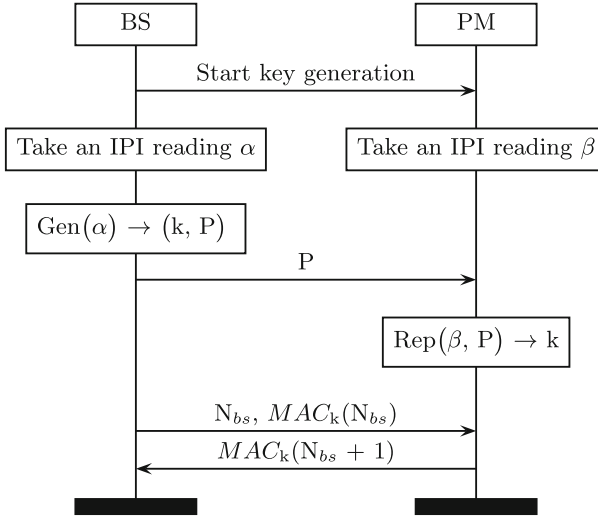 BS
PM
Start key generation
Take an IPI reading α
Take an IPI reading β
Gen(α) → (k, P)
P
Rep(β, P) → k
N_bs, MAC_k(N_bs)
MAC_k(N_bs + 1)